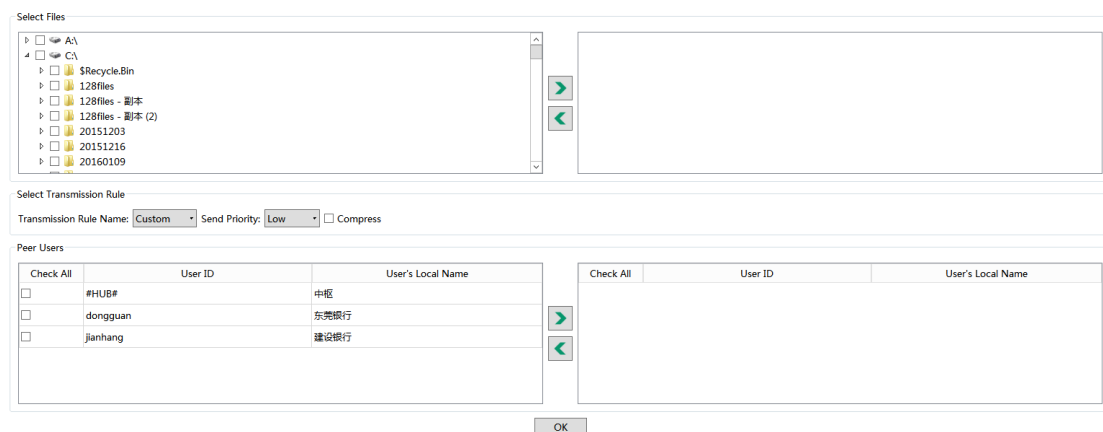 Select Files
A:\
C:\
$Recycle.Bin
128files
128files - 副本
128files - 副本 (2)
20151203
20151216
20160109
Select Transmission Rule
Transmission Rule Name: Custom Send Priority: Low Compress
Peer Users
Check All User ID User's Local Name Check All User ID User's Local Name
#HUB# 中枢
dongguan 东莞银行
jianhang 建设银行
OK